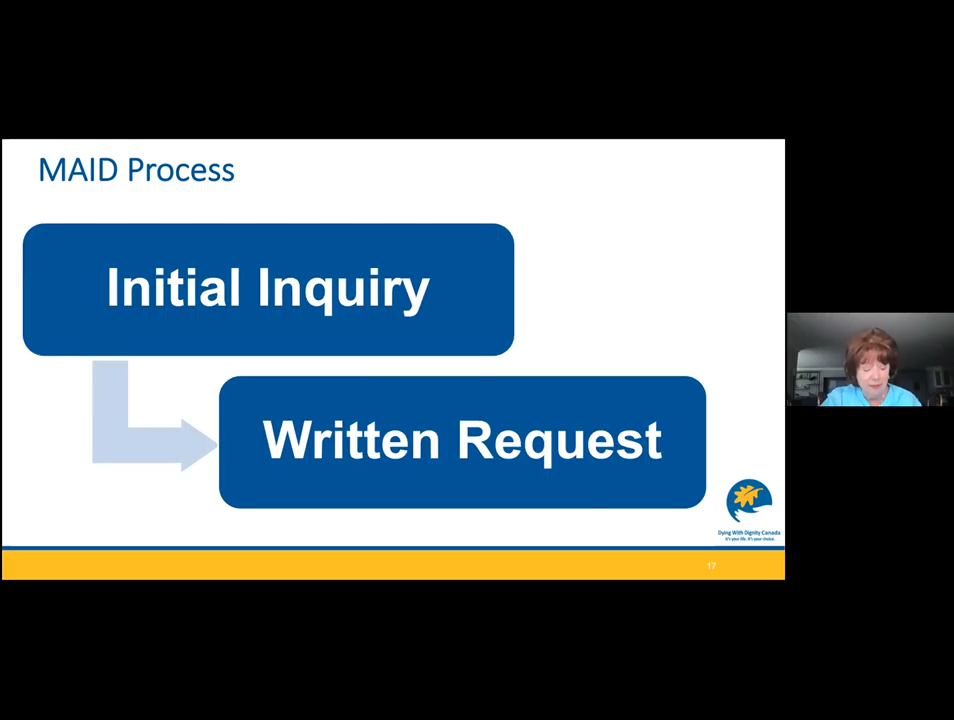 MAID Process
Initial Inquiry
Written Request
Dying With Dignity Canada
It's your life. It's your choice.
17